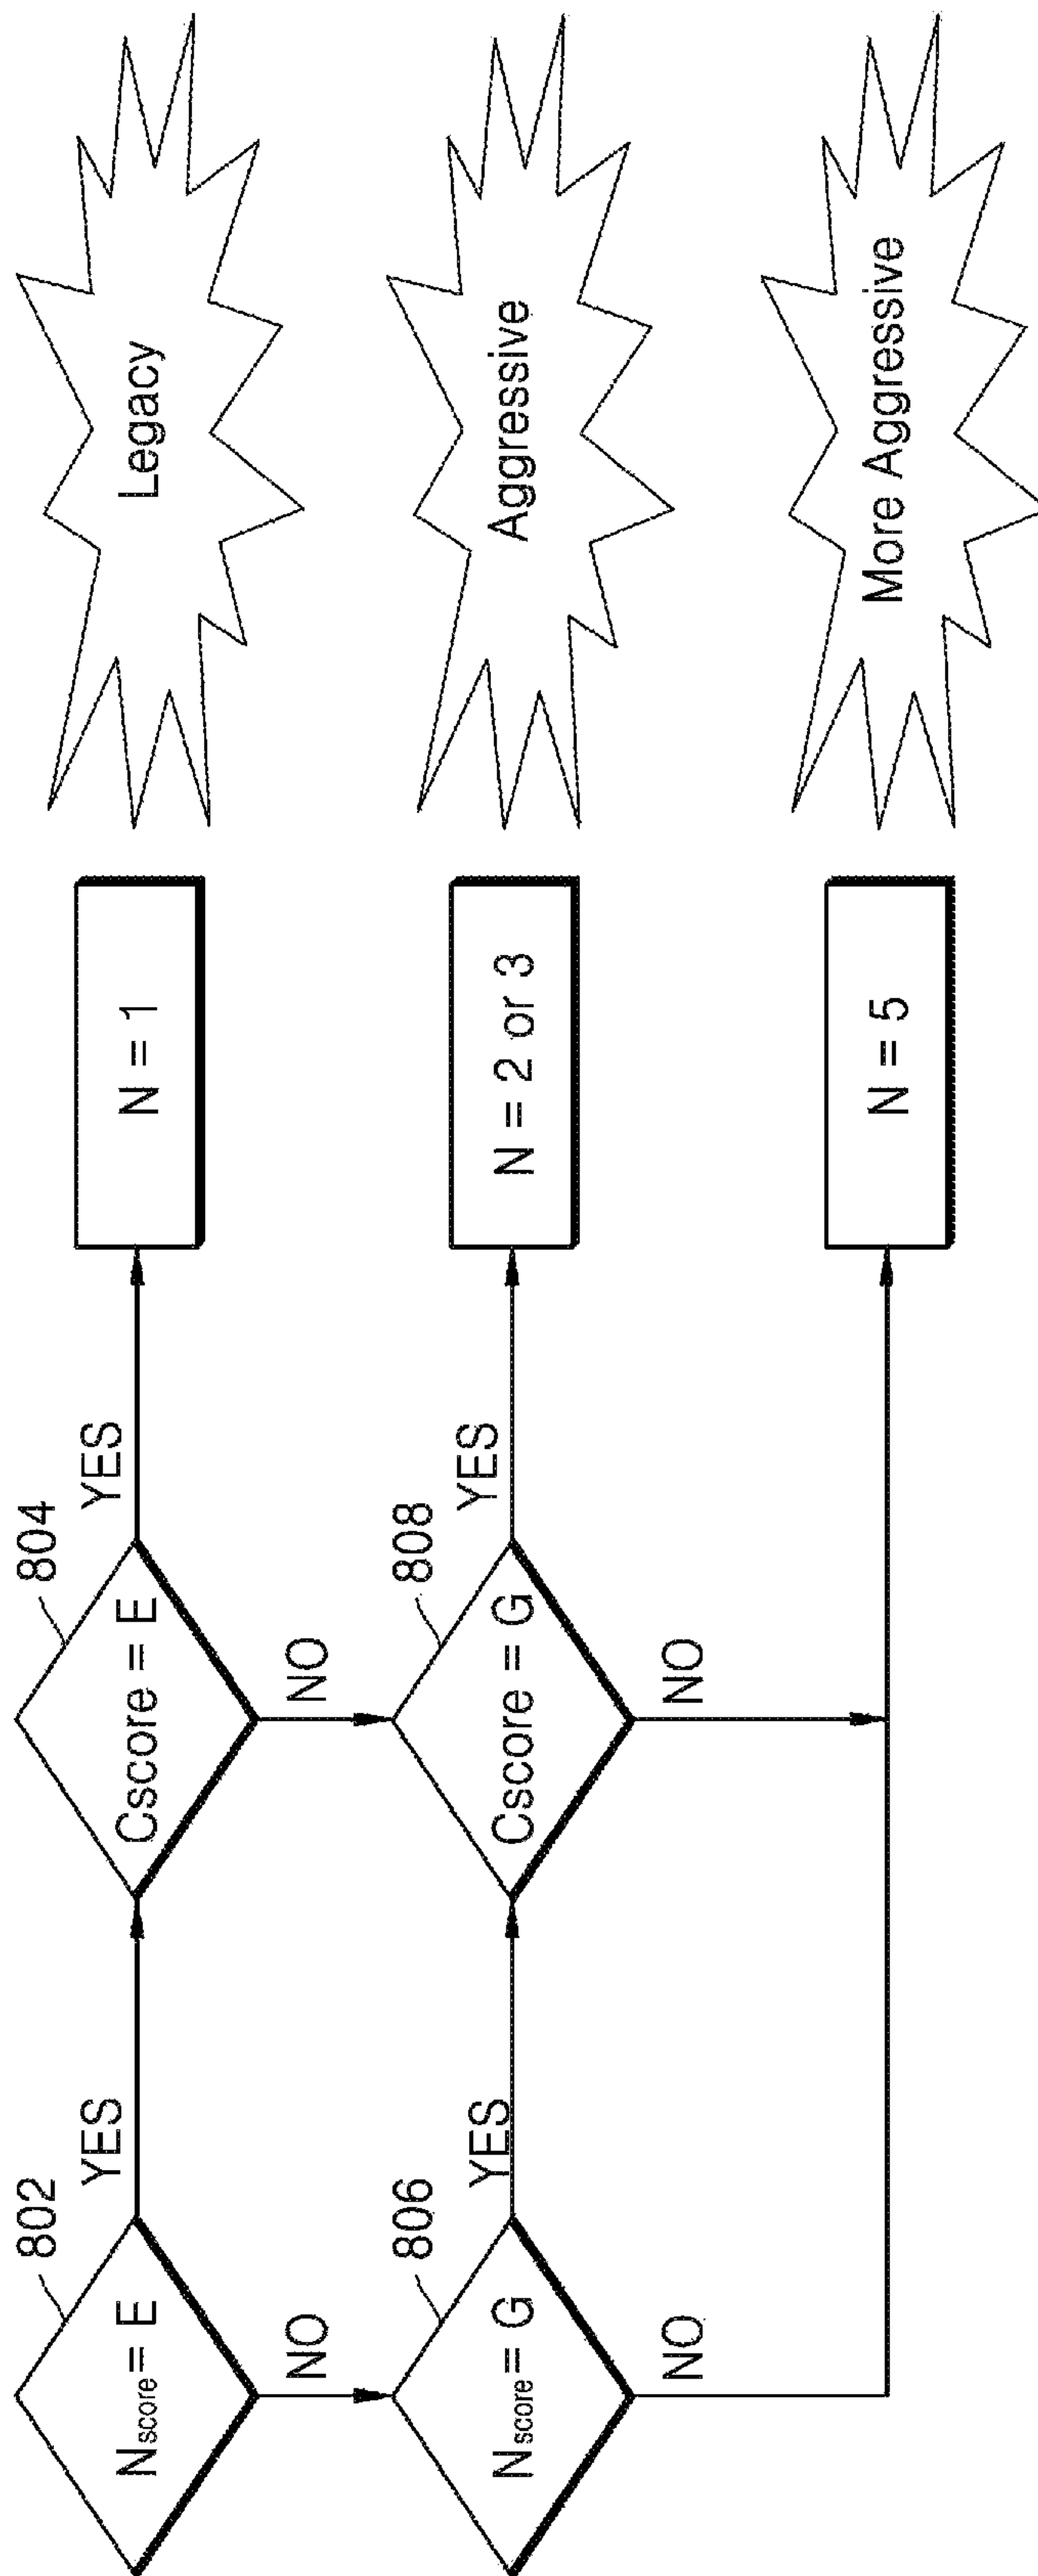 802
Nscore = E
YES
NO
804
Cscore = E
YES
NO
N = 1
Legacy
806
Nscore = G
YES
NO
808
Cscore = G
YES
NO
N = 2 or 3
Aggressive
N = 5
More Aggressive